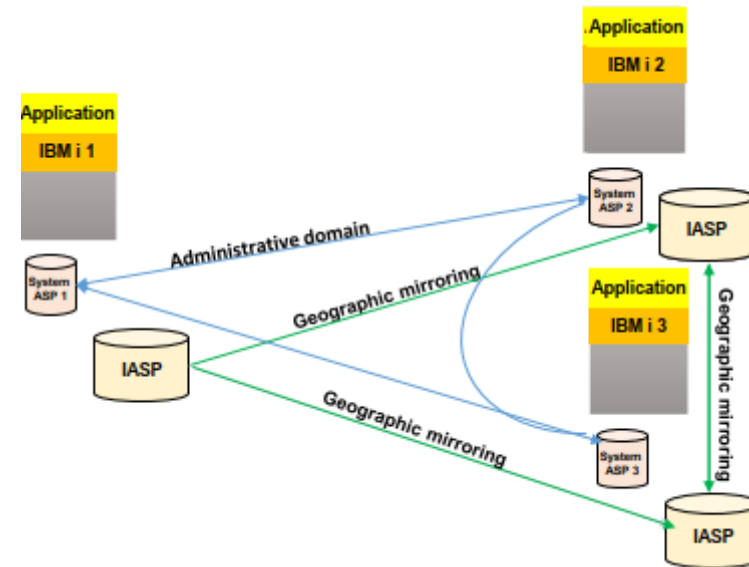 .Application
IBM i 2
Application
IBM i 1
System
ASP 2
IASP
Administrative domain
System
ASP 1
Geographic mirroring
Application
IBM i 3
IASP
Geographic mirroring
Geographic mirroring
System
ASP 3
IASP